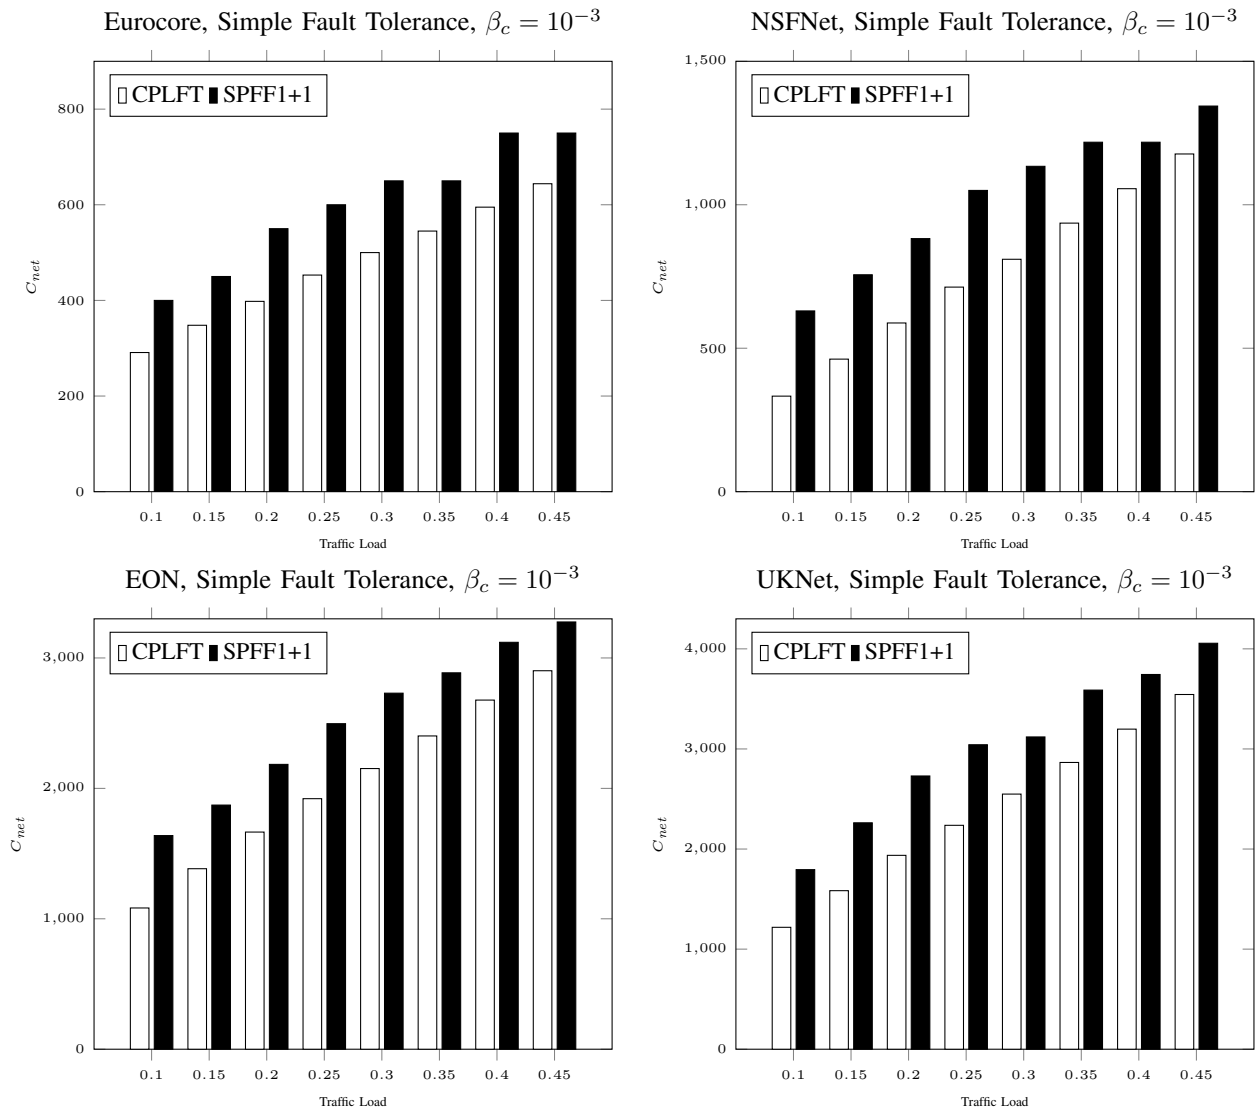 Eurocore, Simple Fault Tolerance, β_c = 10^−3
CPLFT SPFF1+1
800
600
400
200
0
C_net
0.1 0.15 0.2 0.25 0.3 0.35 0.4 0.45
Traffic Load
NSFNet, Simple Fault Tolerance, β_c = 10^−3
CPLFT SPFF1+1
1,500
1,000
500
0
C_net
0.1 0.15 0.2 0.25 0.3 0.35 0.4 0.45
Traffic Load
EON, Simple Fault Tolerance, β_c = 10^−3
CPLFT SPFF1+1
3,000
2,000
1,000
0
C_net
0.1 0.15 0.2 0.25 0.3 0.35 0.4 0.45
Traffic Load
UKNet, Simple Fault Tolerance, β_c = 10^−3
CPLFT SPFF1+1
4,000
3,000
2,000
1,000
0
C_net
0.1 0.15 0.2 0.25 0.3 0.35 0.4 0.45
Traffic Load